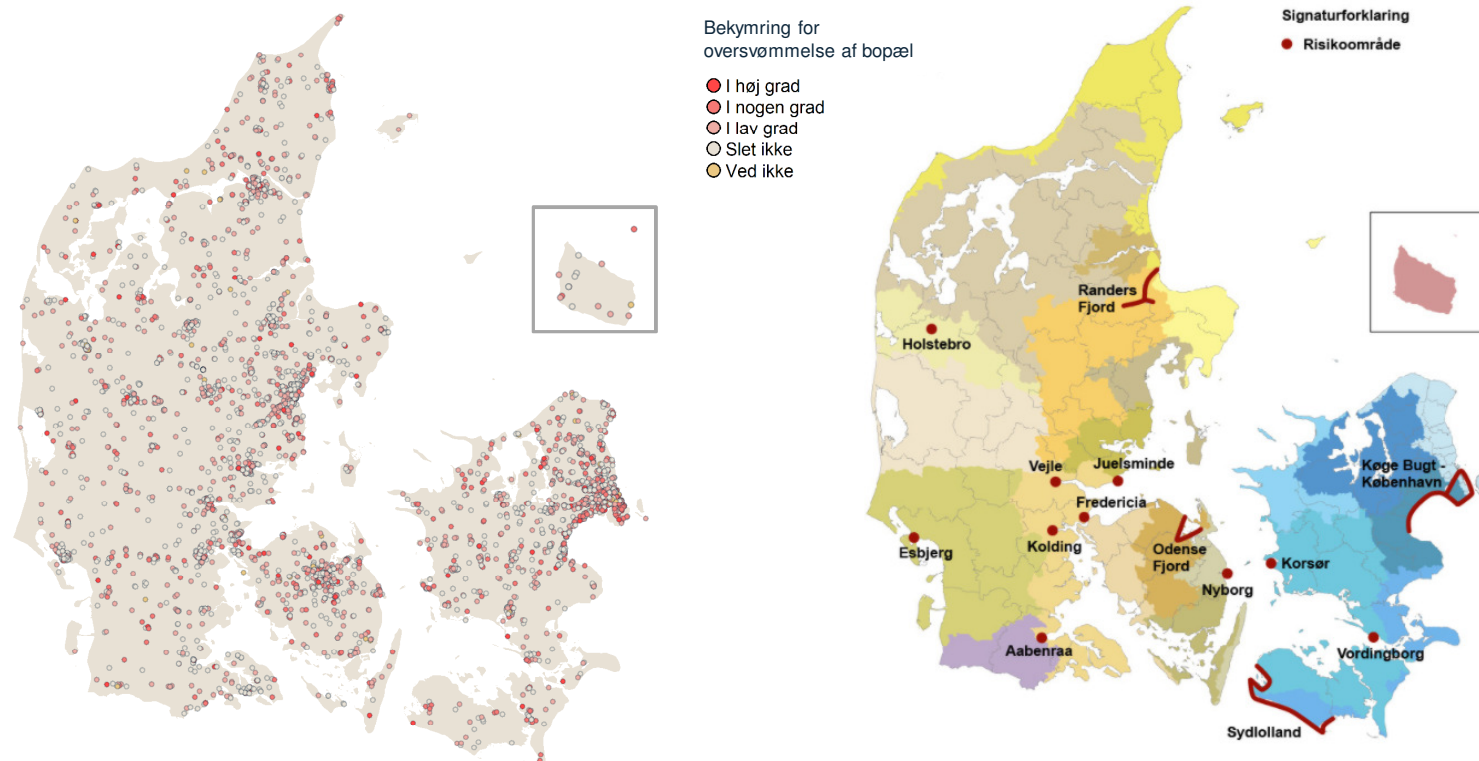 Bekymring for
oversvømmelse af bopæl
I høj grad
I nogen grad
I lav grad
Slet ikke
Ved ikke
Signaturforklaring
Risikoområde
Randers
Fjord
Holstebro
Vejle
Juelsminde
Køge Bugt -
København
Fredericia
Esbjerg
Kolding
Odense
Fjord
Korsør
Nyborg
Aabenraa
Vordingborg
Sydlolland